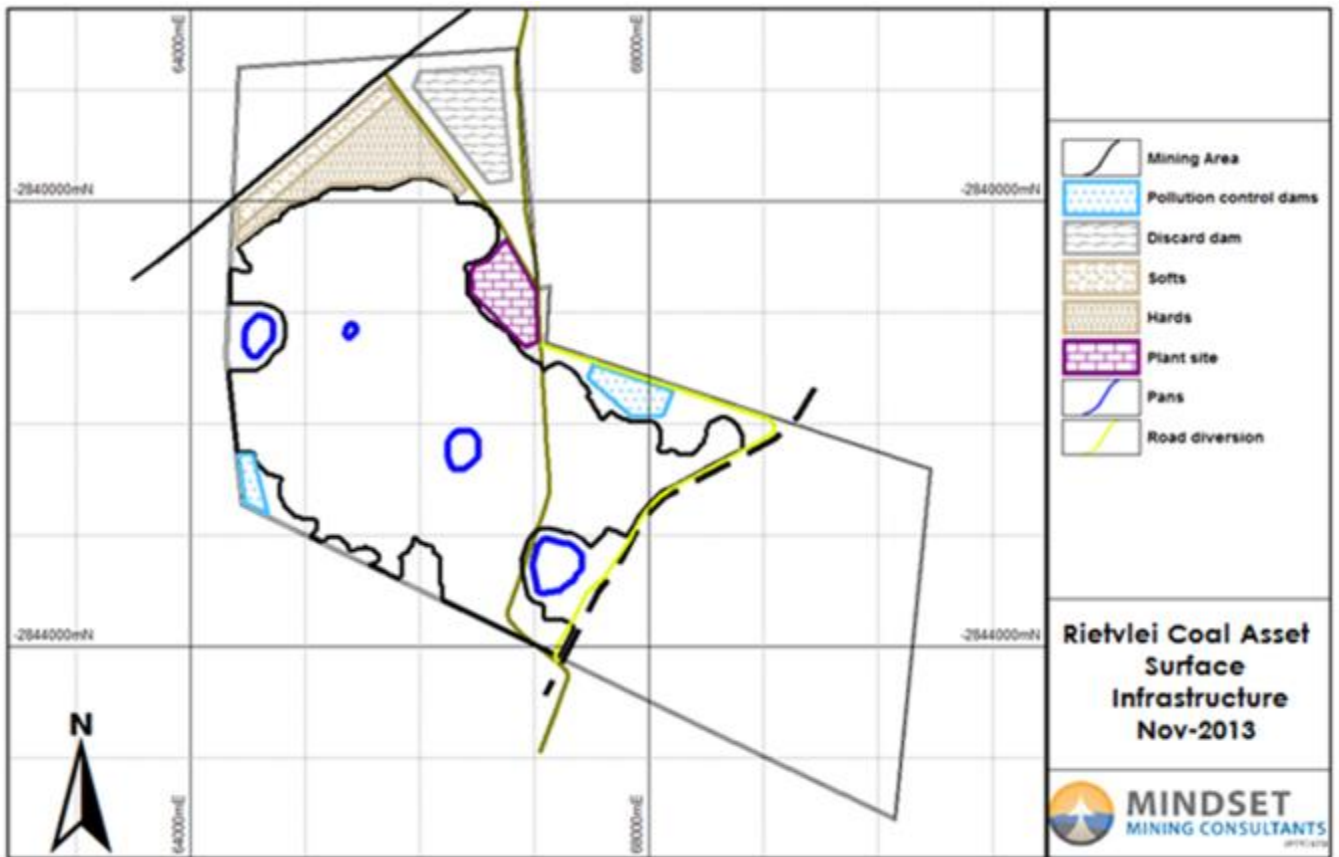 64000mE
68000mE
-2840000mN
-2840000mN
Mining Area
Pollution control dams
Discard dam
Softs
Hards
Plant site
Pans
Road diversion
-2844000mN
-2844000mN
Rietvlei Coal Asset
Surface
Infrastructure
Nov-2013
N
64000mE
68000mE
MINDSET
MINING CONSULTANTS